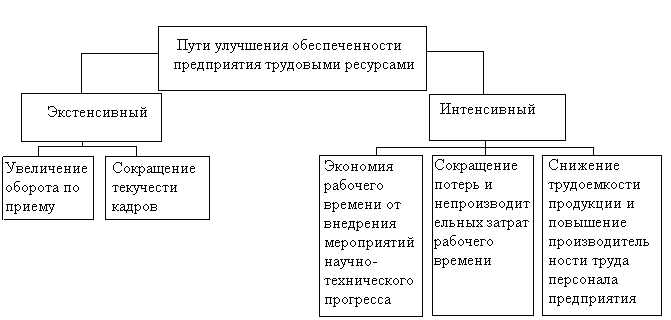 Пути улучшения обеспеченности
предприятия трудовыми ресурсами
Экстенсивный
Интенсивный
Увеличение
оборота по
приему
Сокращение
текучести
кадров
Экономия
рабочего
времени от
внедрения
мероприятий
научно-
технического
прогресса
Сокращение
потерь и
непроизводит
ельных затрат
рабочего
времени
Снижение
трудоемкости
продукции и
повышение
производитель
ности труда
персонала
предприятия